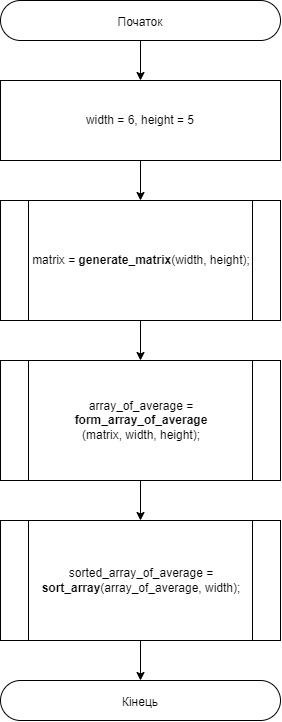 Початок
width = 6, height = 5
matrix = generate_matrix(width, height);
array_of_average =
form_array_of_average
(matrix, width, height);
sorted_array_of_average =
sort_array(array_of_average, width);
Кінець